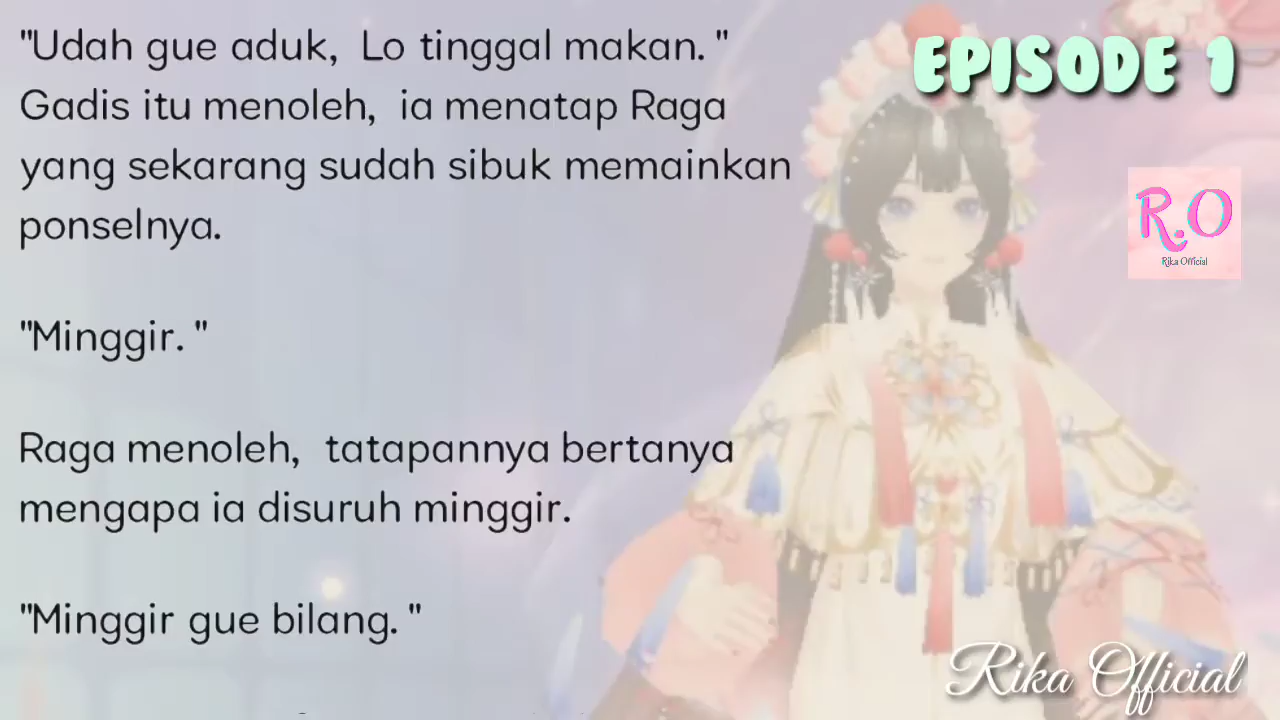 "Udah gue aduk,  Lo tinggal makan. "
Gadis itu menoleh,  ia menatap Raga
yang sekarang sudah sibuk memainkan
ponselnya.
"Minggir. "
Raga menoleh,  tatapannya bertanya
mengapa ia disuruh minggir.
"Minggir gue bilang. "
EPISODE 1
R.O
Rika Official
Rika Official